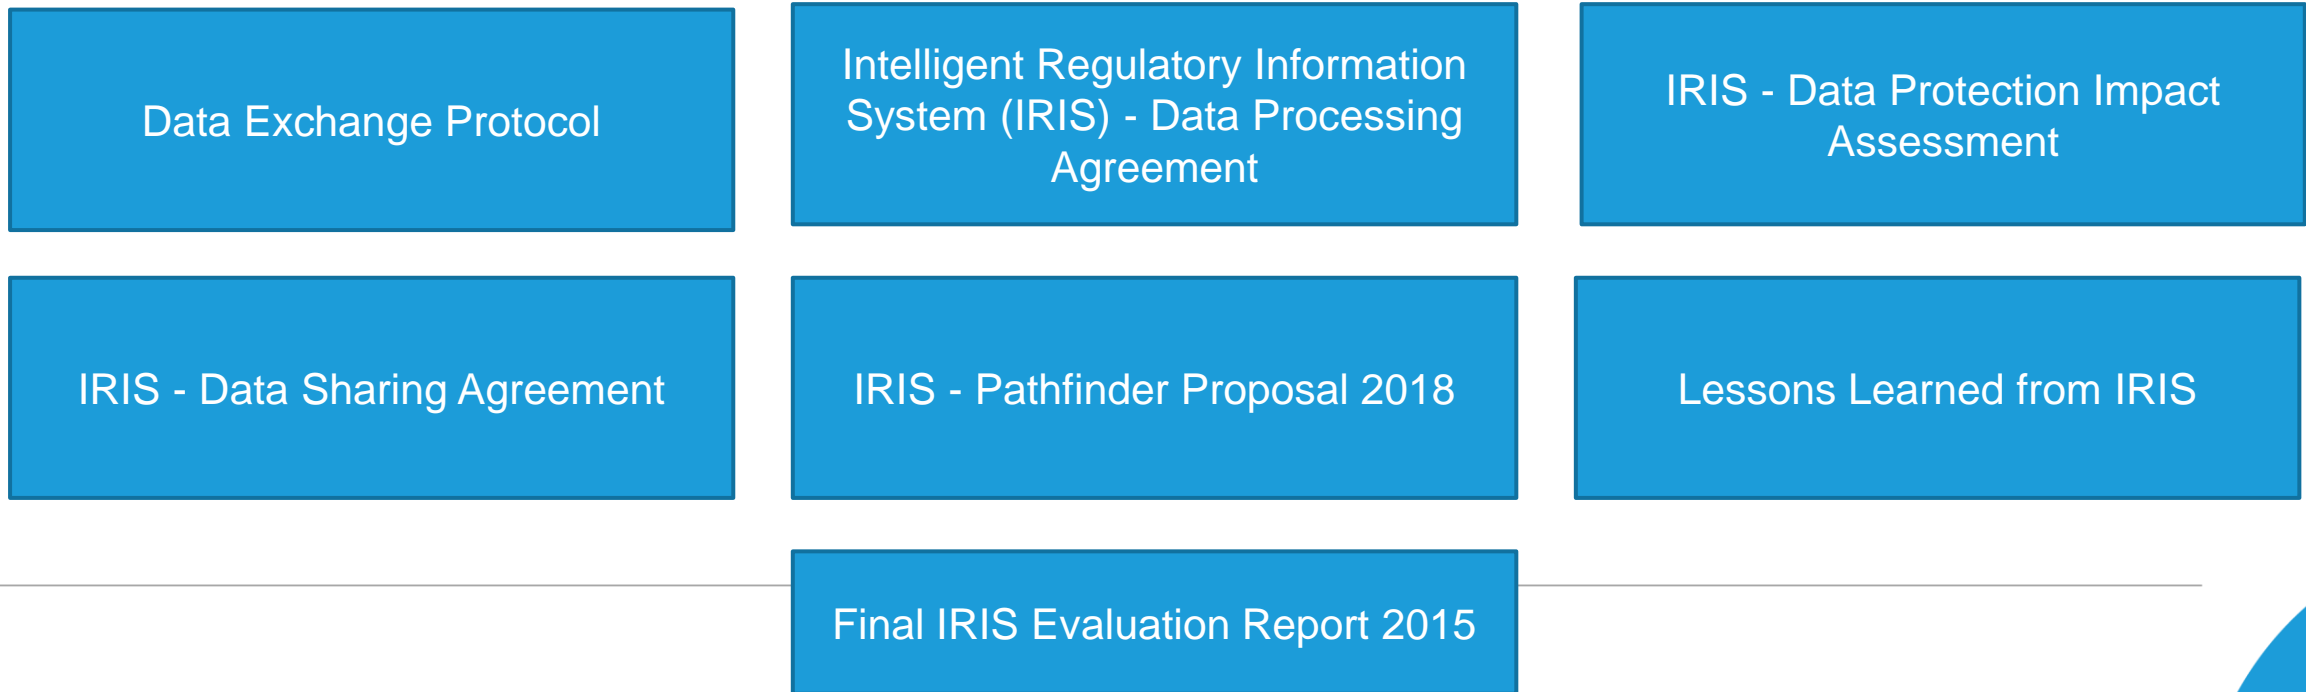 Data Exchange Protocol
Intelligent Regulatory Information
System (IRIS) - Data Processing
Agreement
IRIS - Data Protection Impact
Assessment
IRIS - Data Sharing Agreement
IRIS - Pathfinder Proposal 2018
Lessons Learned from IRIS
Final IRIS Evaluation Report 2015